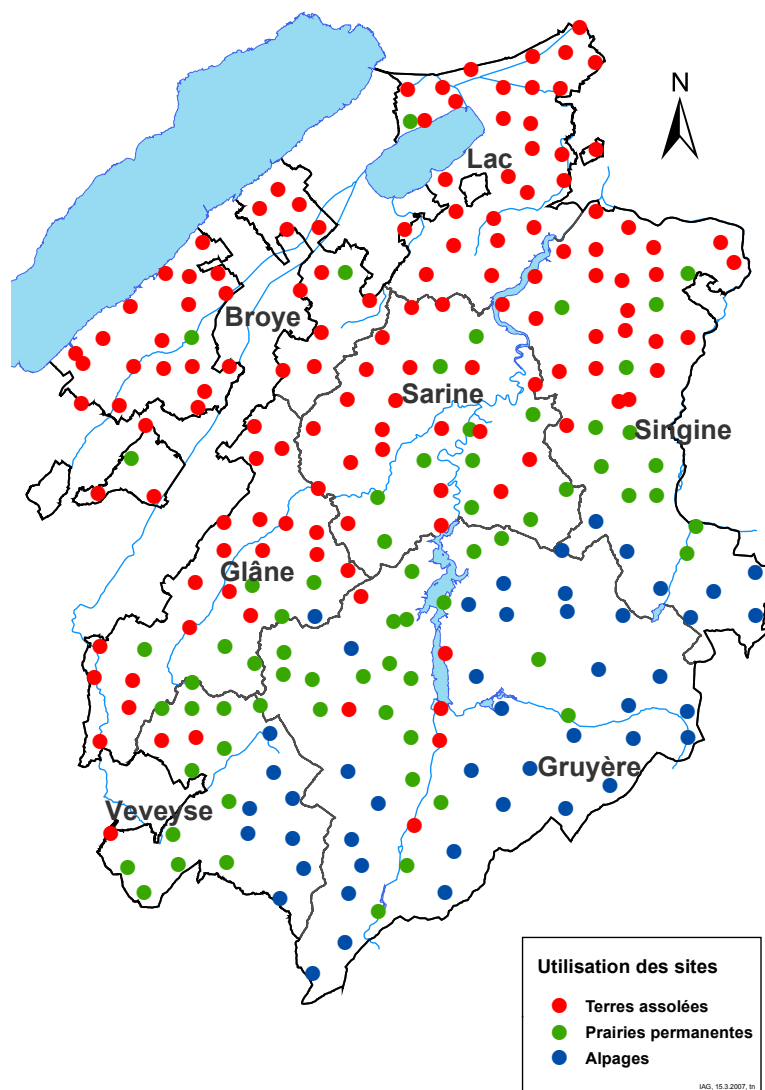 N
Lac
Broye
Sarine
Singine
Glâne
Gruyère
Veveyse
Utilisation des sites
Terres assolées
Prairies permanentes
Alpages
IAG, 15.3.2007, tn